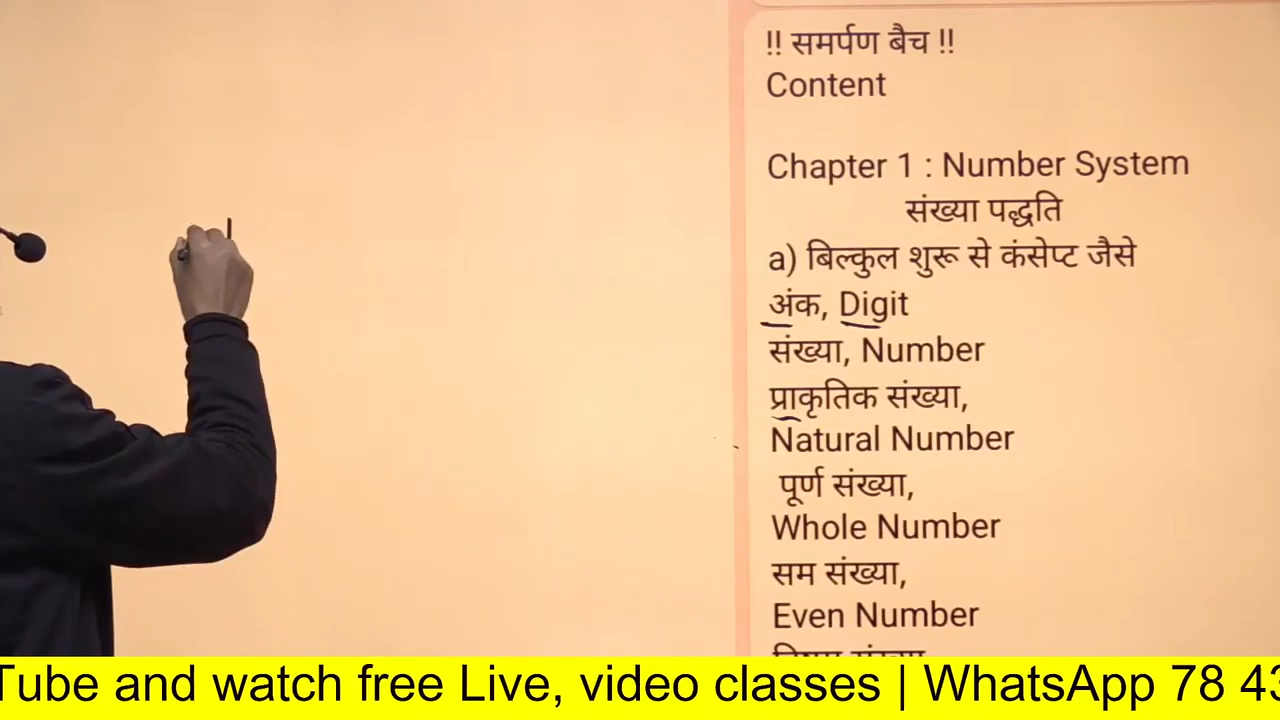 !! समर्पण बैच !!
Content
Chapter 1 : Number System
संख्या पद्धति
a) बिल्कुल शुरू से कंसेप्ट जैसे
अंक, Digit
संख्या, Number
प्राकृतिक संख्या,
Natural Number
पूर्ण संख्या,
Whole Number
सम संख्या,
Even Number
Tube and watch free Live, video classes | WhatsApp 78 43